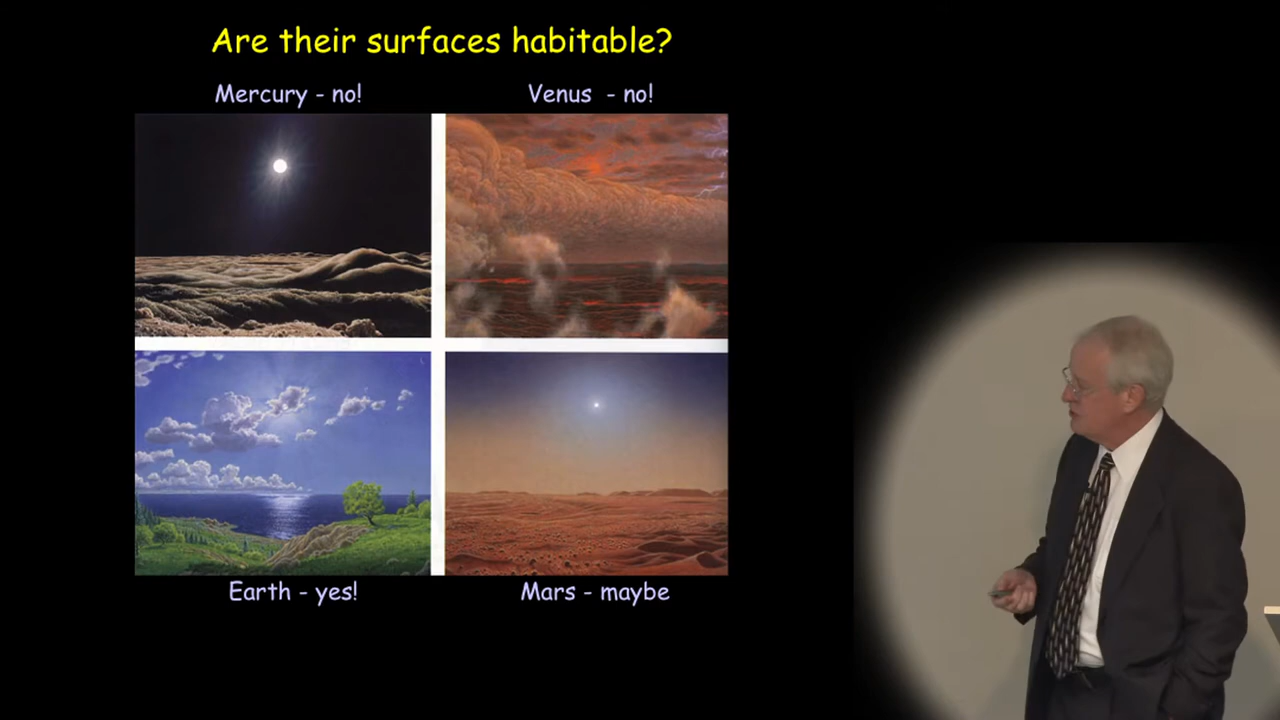 Are their surfaces habitable?
Mercury - no!
Venus - no!
Earth - yes!
Mars - maybe